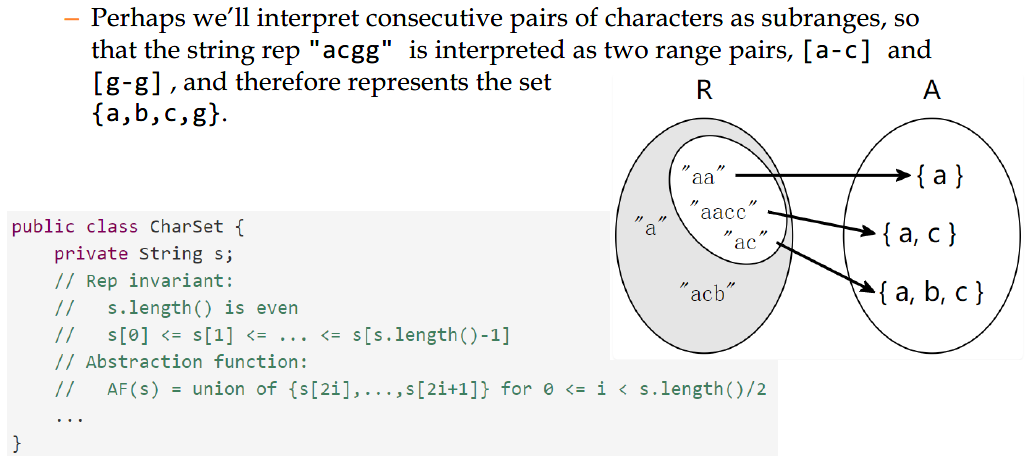 – Perhaps we’ll interpret consecutive pairs of characters as subranges, so
that the string rep "acgg" is interpreted as two range pairs, [a-c] and
[g-g] , and therefore represents the set
{a,b,c,g}.
R
A
"aa"
{ a }
"a"
"aacc"
"ac"
{ a, c }
"acb"
{ a, b, c }
public class CharSet {
private String s;
// Rep invariant:
// s.length() is even
// s[0] <= s[1] <= ... <= s[s.length()-1]
// Abstraction function:
// AF(s) = union of {s[2i],...,s[2i+1]} for 0 <= i < s.length()/2
...
}